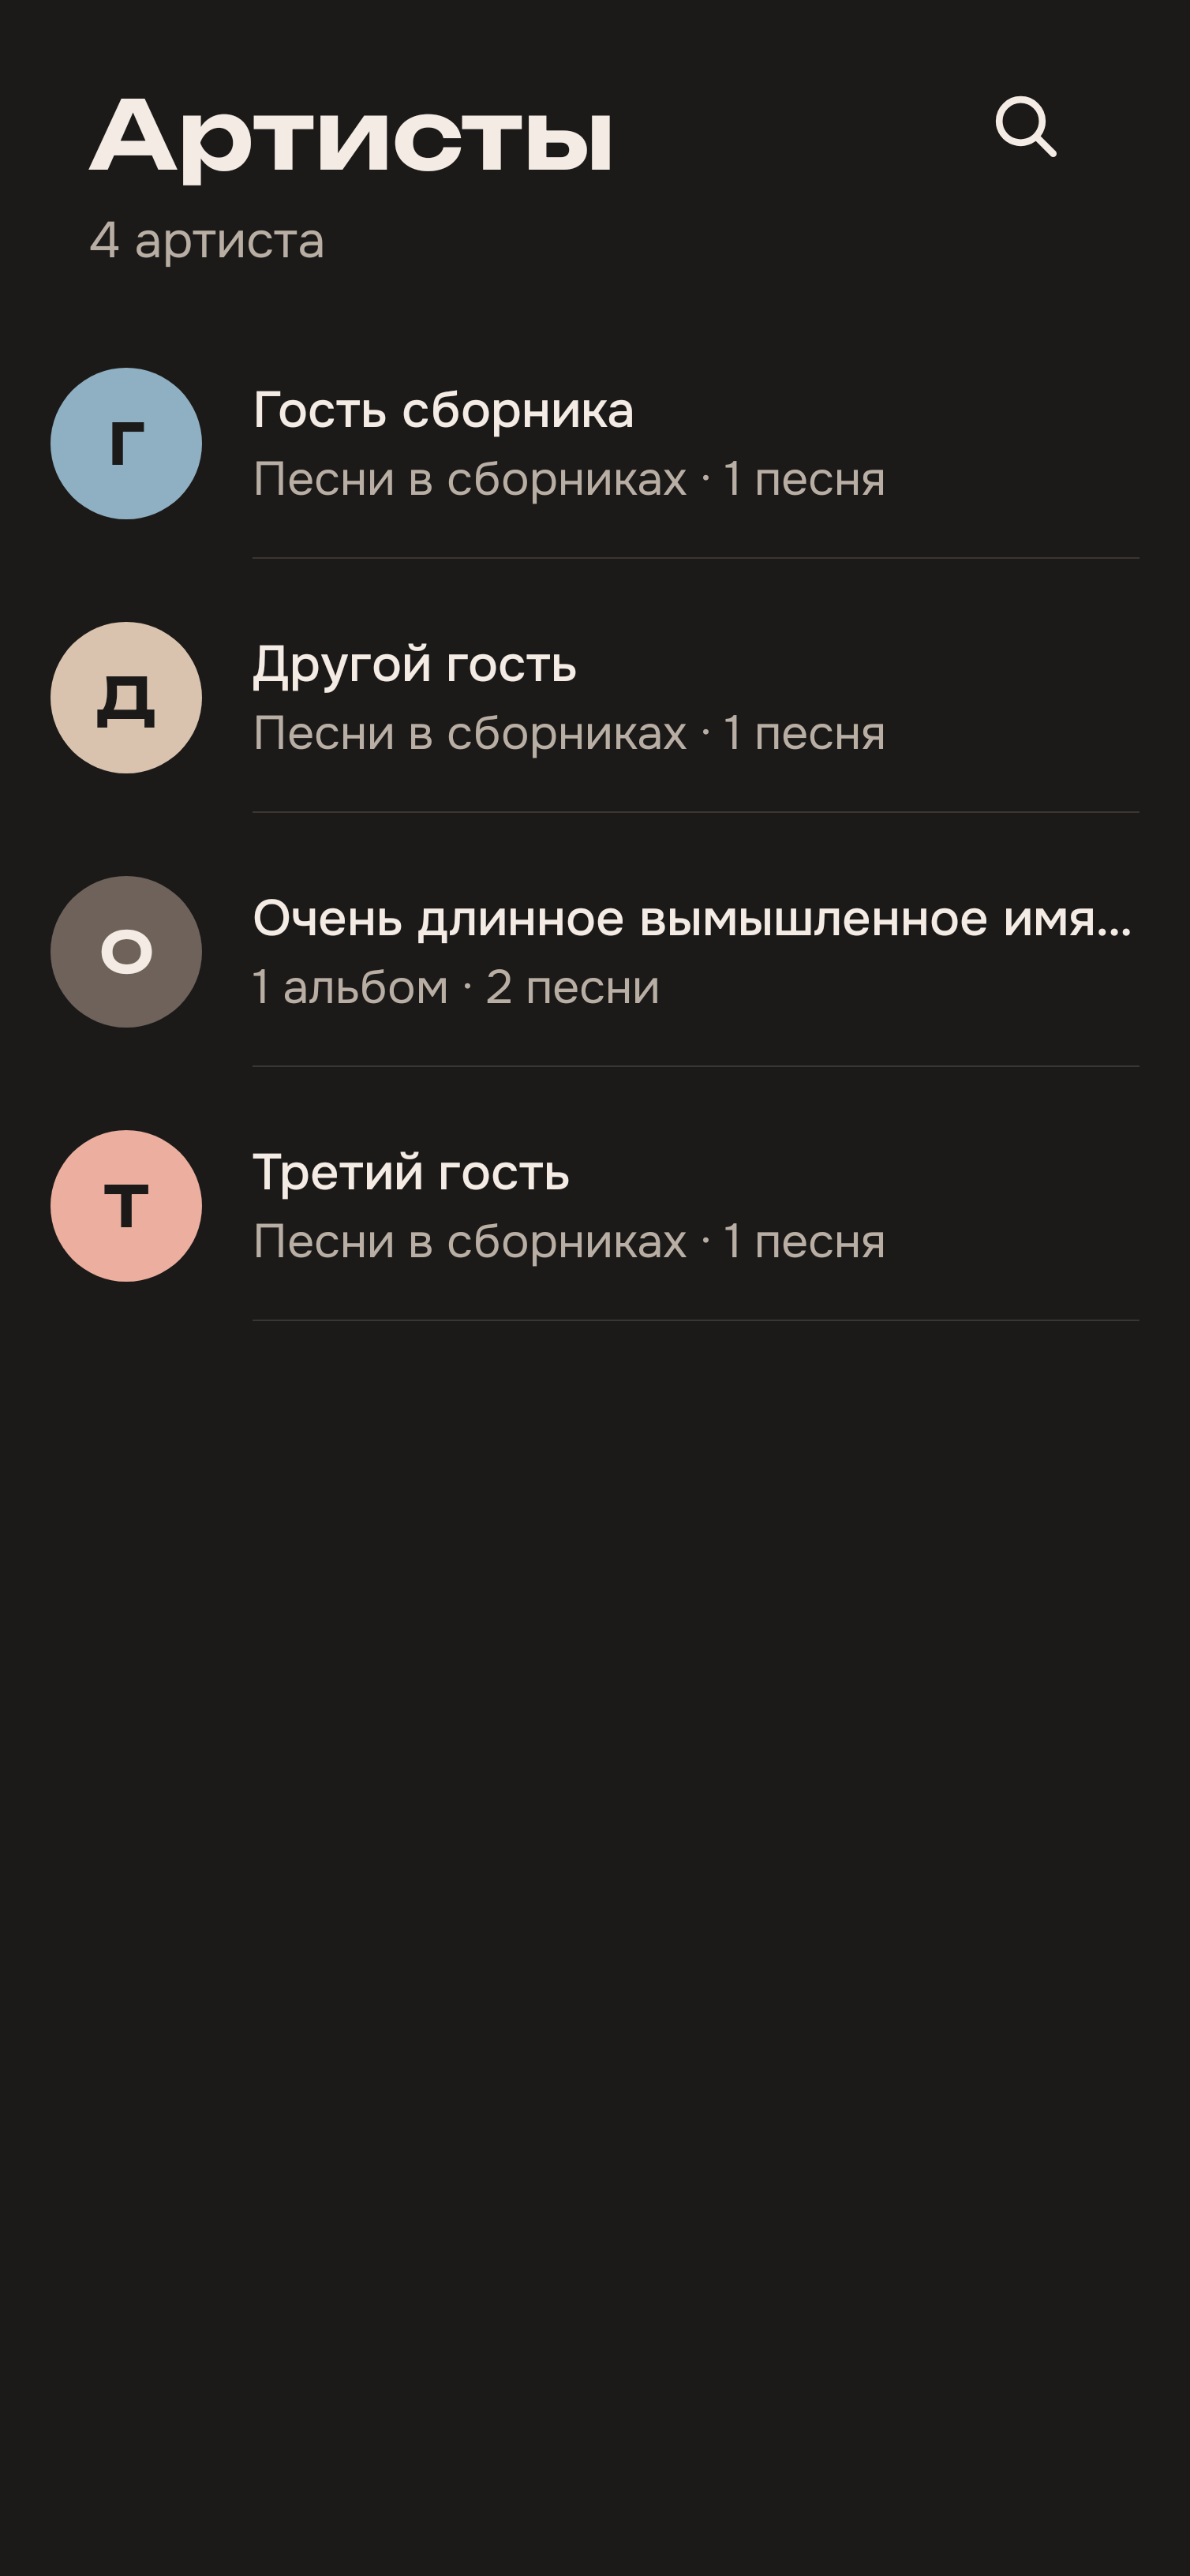 Артисты
4 артиста
Г
Гость сборника
Песни в сборниках · 1 песня
Д
Другой гость
Песни в сборниках · 1 песня
О
Очень длинное вымышленное имя...
1 альбом · 2 песни
Т
Третий гость
Песни в сборниках · 1 песня